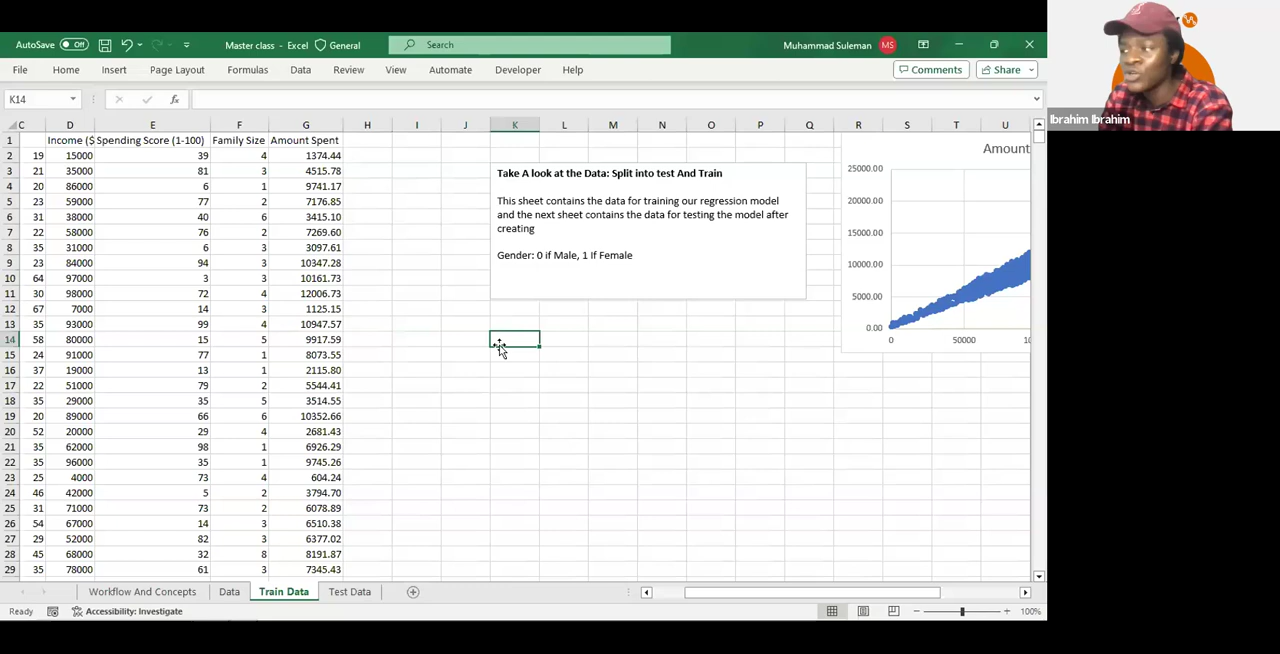 AutoSave Off Master class - Excel General Search Muhammad Suleman MS
File Home Insert Page Layout Formulas Data Review View Automate Developer Help Comments Share
K14 fx
C D E F G H I J K L M N O P Q R S T U
1 Income ($ Spending Score (1-100) Family Size Amount Spent
2 19 15000 39 4 1374.44
3 21 35000 81 3 4515.78
4 20 86000 6 1 9741.17
5 23 59000 77 2 7176.85
6 31 38000 40 6 3415.10
7 22 58000 76 2 7269.60
8 35 31000 6 3 3097.61
9 23 84000 94 3 10347.28
10 64 97000 3 3 10161.73
11 30 98000 72 4 12006.73
12 67 7000 14 3 1125.15
13 35 93000 99 4 10947.57
14 58 80000 15 5 9917.59
15 24 91000 77 1 8073.55
16 37 19000 13 1 2115.80
17 22 51000 79 2 5544.41
18 35 29000 35 5 3514.55
19 20 89000 66 6 10352.66
20 52 20000 29 4 2681.43
21 35 62000 98 1 6926.29
22 35 96000 35 1 9745.26
23 25 4000 73 4 604.24
24 46 42000 5 2 3794.70
25 31 71000 73 2 6078.89
26 54 67000 14 3 6510.38
27 29 52000 82 3 6377.02
28 45 68000 32 8 8191.87
29 35 78000 61 3 7345.43
Take A look at the Data: Split into test And Train
This sheet contains the data for training our regression model
and the next sheet contains the data for testing the model after
creating
Gender: 0 if Male, 1 If Female
Amount
25000.00
20000.00
15000.00
10000.00
5000.00
0.00
0 50000 10
Workflow And Concepts Data Train Data Test Data
Ready Accessibility: Investigate 100%
Ibrahim Ibrahim